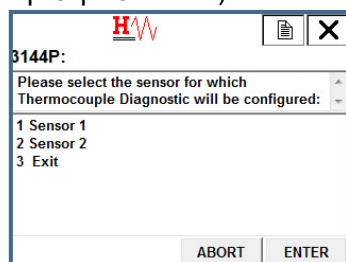 H
3144P:
Please select the sensor for which
Thermocouple Diagnostic will be configured:
1 Sensor 1
2 Sensor 2
3 Exit
ABORT ENTER